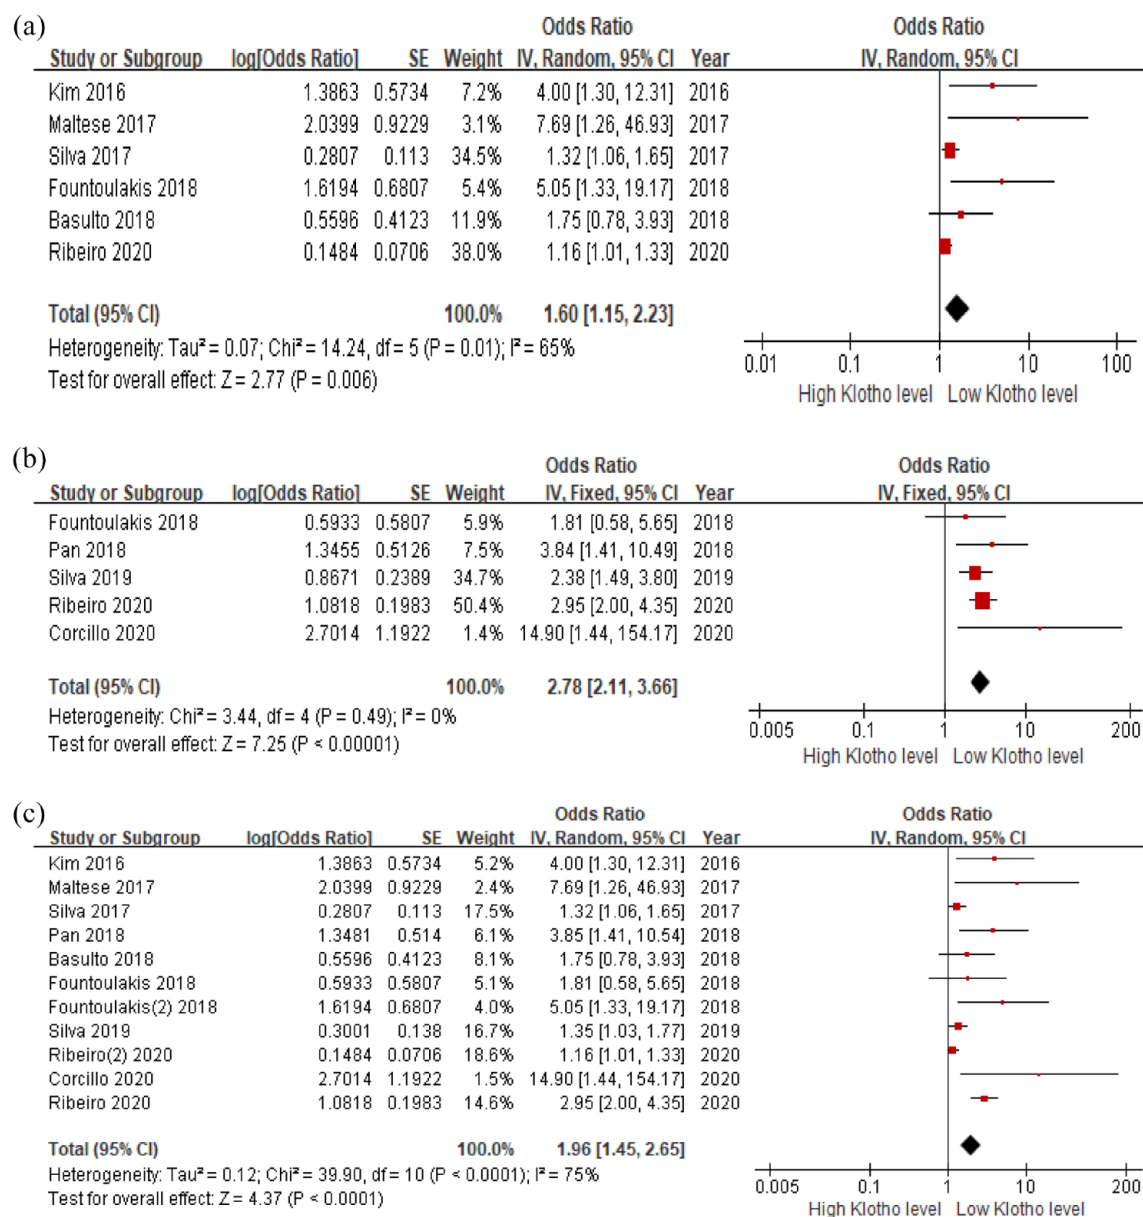 (a)
Odds Ratio Odds Ratio
Study or Subgroup log[Odds Ratio] SE Weight IV, Random, 95% CI Year IV, Random, 95% CI
Kim 2016 1.3863 0.5734 7.2% 4.00 [1.30, 12.31] 2016
Maltese 2017 2.0399 0.9229 3.1% 7.69 [1.26, 46.93] 2017
Silva 2017 0.2807 0.113 34.5% 1.32 [1.06, 1.65] 2017
Fountoulakis 2018 1.6194 0.6807 5.4% 5.05 [1.33, 19.17] 2018
Basulto 2018 0.5596 0.4123 11.9% 1.75 [0.78, 3.93] 2018
Ribeiro 2020 0.1484 0.0706 38.0% 1.16 [1.01, 1.33] 2020
Total (95% CI) 100.0% 1.60 [1.15, 2.23]
Heterogeneity: Tau² = 0.07; Chi² = 14.24, df = 5 (P = 0.01); I² = 65%
Test for overall effect: Z = 2.77 (P = 0.006)
0.01 0.1 1 10 100
High Klotho level Low Klotho level
(b)
Odds Ratio Odds Ratio
Study or Subgroup log[Odds Ratio] SE Weight IV, Fixed, 95% CI Year IV, Fixed, 95% CI
Fountoulakis 2018 0.5933 0.5807 5.9% 1.81 [0.58, 5.65] 2018
Pan 2018 1.3455 0.5126 7.5% 3.84 [1.41, 10.49] 2018
Silva 2019 0.8671 0.2389 34.7% 2.38 [1.49, 3.80] 2019
Ribeiro 2020 1.0818 0.1983 50.4% 2.95 [2.00, 4.35] 2020
Corcillo 2020 2.7014 1.1922 1.4% 14.90 [1.44, 154.17] 2020
Total (95% CI) 100.0% 2.78 [2.11, 3.66]
Heterogeneity: Chi² = 3.44, df = 4 (P = 0.49); I² = 0%
Test for overall effect: Z = 7.25 (P < 0.00001)
0.005 0.1 1 10 200
High Klotho level Low Klotho level
(c)
Odds Ratio Odds Ratio
Study or Subgroup log[Odds Ratio] SE Weight IV, Random, 95% CI Year IV, Random, 95% CI
Kim 2016 1.3863 0.5734 5.2% 4.00 [1.30, 12.31] 2016
Maltese 2017 2.0399 0.9229 2.4% 7.69 [1.26, 46.93] 2017
Silva 2017 0.2807 0.113 17.5% 1.32 [1.06, 1.65] 2017
Pan 2018 1.3481 0.514 6.1% 3.85 [1.41, 10.54] 2018
Basulto 2018 0.5596 0.4123 8.1% 1.75 [0.78, 3.93] 2018
Fountoulakis 2018 0.5933 0.5807 5.1% 1.81 [0.58, 5.65] 2018
Fountoulakis(2) 2018 1.6194 0.6807 4.0% 5.05 [1.33, 19.17] 2018
Silva 2019 0.3001 0.138 16.7% 1.35 [1.03, 1.77] 2019
Ribeiro(2) 2020 0.1484 0.0706 18.6% 1.16 [1.01, 1.33] 2020
Corcillo 2020 2.7014 1.1922 1.5% 14.90 [1.44, 154.17] 2020
Ribeiro 2020 1.0818 0.1983 14.6% 2.95 [2.00, 4.35] 2020
Total (95% CI) 100.0% 1.96 [1.45, 2.65]
Heterogeneity: Tau² = 0.12; Chi² = 39.90, df = 10 (P < 0.0001); I² = 75%
Test for overall effect: Z = 4.37 (P < 0.0001)
0.005 0.1 1 10 200
High Klotho level Low Klotho level